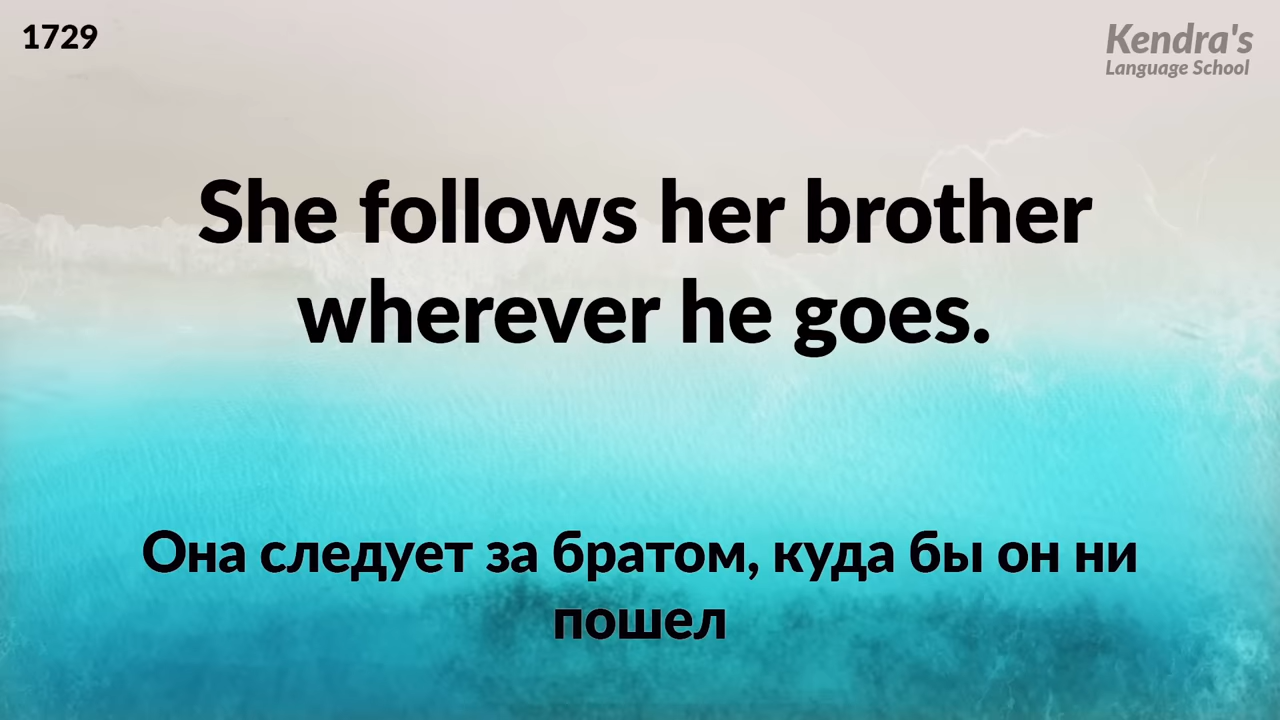 1729
Kendra's
Language School
She follows her brother
wherever he goes.
Она следует за братом, куда бы он ни
пошел